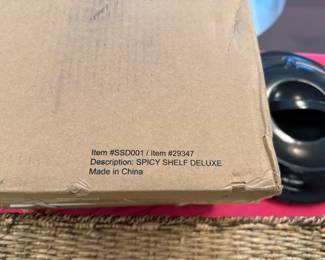 Item #SSD001 / Item #29347
Description: SPICY SHELF DELUXE
Made in China